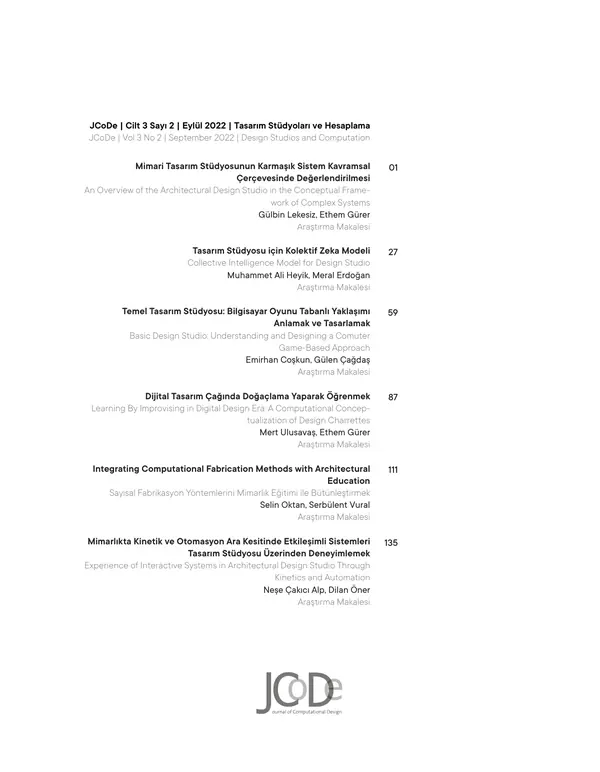 JCoDe | Cilt 3 Sayı 2 | Eylül 2022 | Tasarım Stüdyoları ve Hesaplama
JCoDe | Vol 3 No 2 | September 2022 | Design Studios and Computation
Mimari Tasarım Stüdyosunun Karmaşık Sistem Kavramsal 01
Çerçevesinde Değerlendirilmesi
An Overview of the Architectural Design Studio in the Conceptual Frame-
work of Complex Systems
Gülbin Lekesiz, Ethem Gürer
Araştırma Makalesi
Tasarım Stüdyosu için Kolektif Zeka Modeli 27
Collective Intelligence Model for Design Studio
Muhammet Ali Heyik, Meral Erdoğan
Araştırma Makalesi
Temel Tasarım Stüdyosu: Bilgisayar Oyunu Tabanlı Yaklaşımı 59
Anlamak ve Tasarlamak
Basic Design Studio: Understanding and Designing a Comuter
Game-Based Approach
Emirhan Coşkun, Gülen Çağdaş
Araştırma Makalesi
Dijital Tasarım Çağında Doğaçlama Yaparak Öğrenmek 87
Learning By Improvising in Digital Design Era: A Computational Concep-
tualization of Design Charrettes
Mert Ulusavaş, Ethem Gürer
Araştırma Makalesi
Integrating Computational Fabrication Methods with Architectural 111
Education
Sayısal Fabrikasyon Yöntemlerini Mimarlık Eğitimi ile Bütünleştirmek
Selin Oktan, Serbülent Vural
Araştırma Makalesi
Mimarlıkta Kinetik ve Otomasyon Ara Kesitinde Etkileşimli Sistemleri 135
Tasarım Stüdyosu Üzerinden Deneyimlemek
Experience of Interactive Systems in Architectural Design Studio Through
Kinetics and Automation
Neşe Çakıcı Alp, Dilan Öner
Araştırma Makalesi
JCoDe
Journal of Computational Design